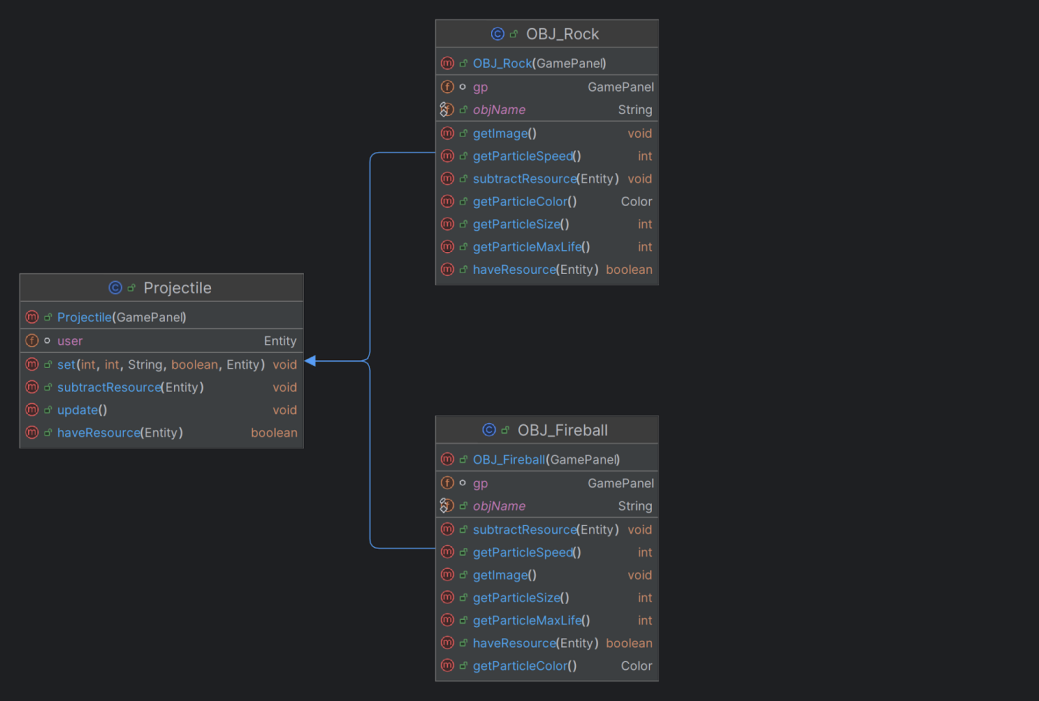 OBJ_Rock
OBJ_Rock(GamePanel)
gp GamePanel
objName String
getImage() void
getParticleSpeed() int
subtractResource(Entity) void
getParticleColor() Color
getParticleSize() int
getParticleMaxLife() int
haveResource(Entity) boolean
Projectile
Projectile(GamePanel)
user Entity
set(int, int, String, boolean, Entity) void
subtractResource(Entity) void
update() void
haveResource(Entity) boolean
OBJ_Fireball
OBJ_Fireball(GamePanel)
gp GamePanel
objName String
subtractResource(Entity) void
getParticleSpeed() int
getImage() void
getParticleSize() int
getParticleMaxLife() int
haveResource(Entity) boolean
getParticleColor() Color